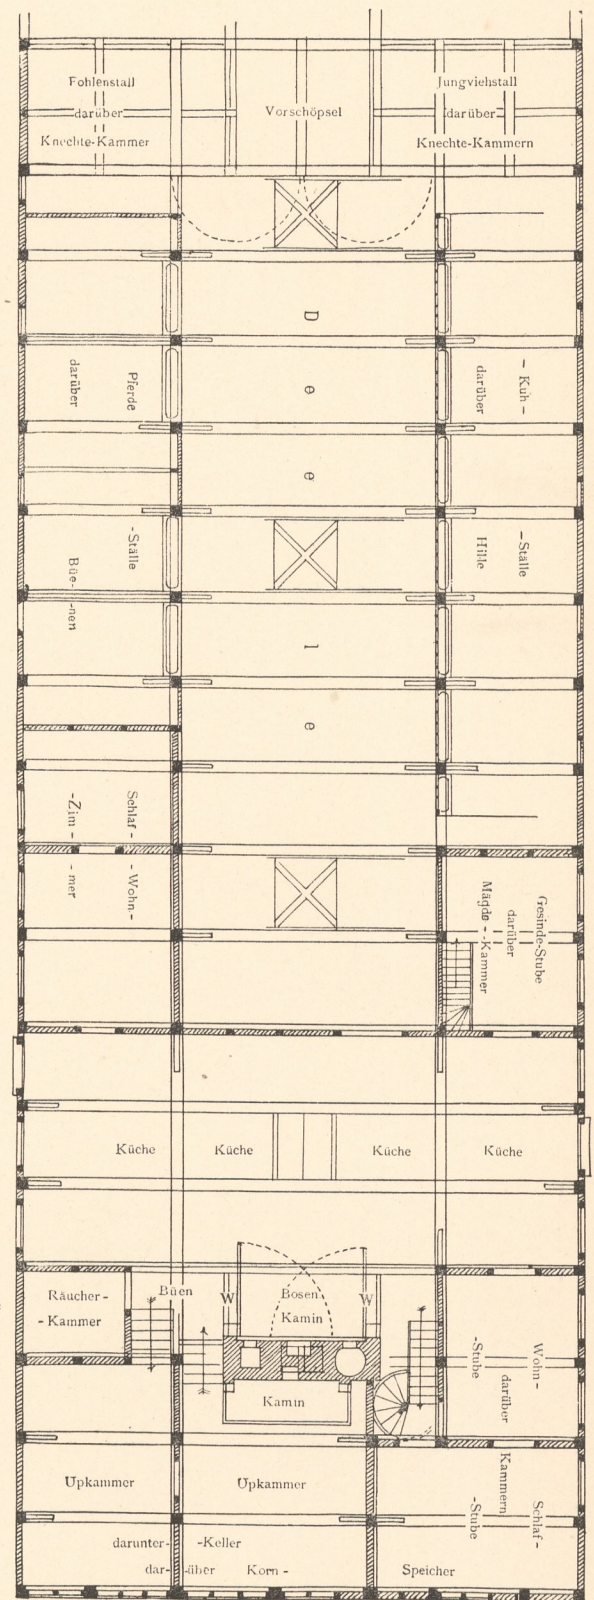 Fohlenstall
darüber
Knechte-Kammer
Vorschöpsel
Jungviehstall
darüber
Knechte-Kammern
Deele
Pferde -Ställe
darüber Büe- -nen
- Kuh - - Ställe
darüber Hille
Schlaf - - Wohn -
- Zim - - mer
Gesinde-Stube
darüber
Mägde - -Kammer
Küche
Küche
Küche
Küche
Räucher -
- Kammer
Büen
W
Bosen
Kamin
W
Kamin
Wohn -
darüber
-Stube
Upkammer
Upkammer
Kammern
Schlaf -
-Stube
darunter- -Keller
dar- -über Korn -
Speicher